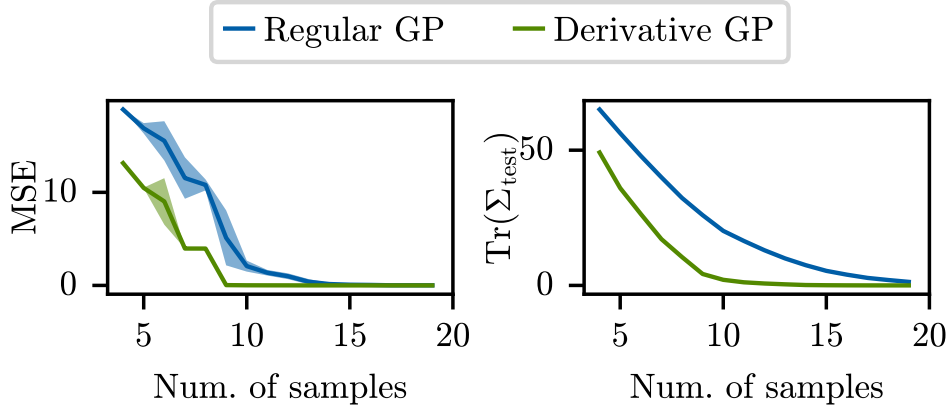 Regular GP
Derivative GP
MSE
10
0
5
10
15
20
Num. of samples
Tr(Σtest)
50
0
5
10
15
20
Num. of samples